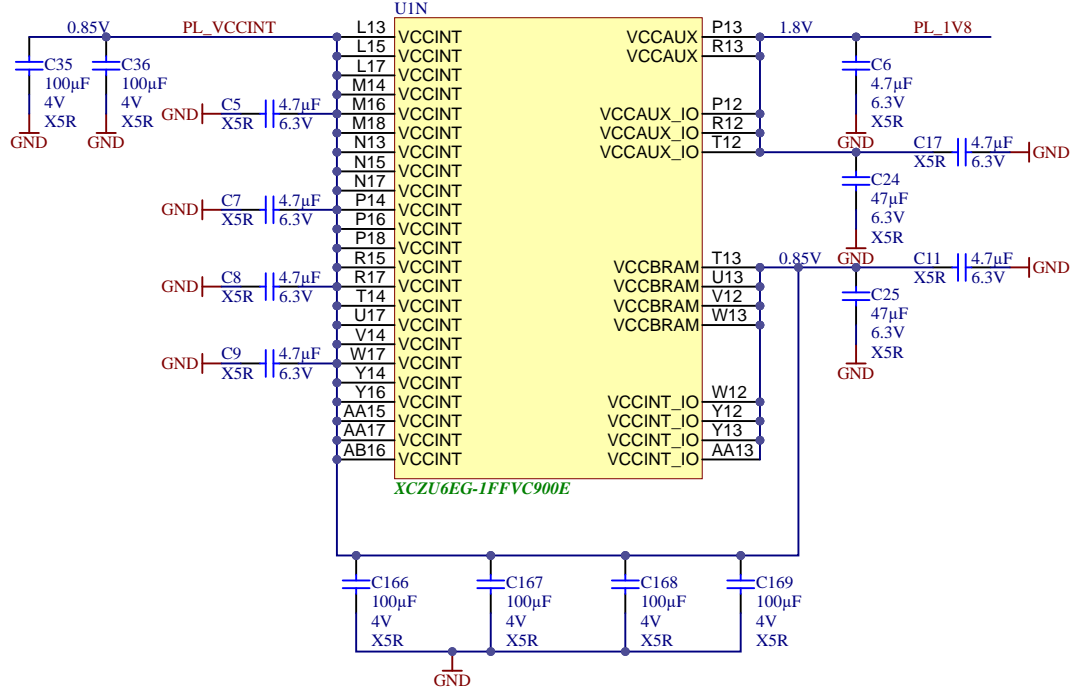 U1N
0.85V
PL_VCCINT
C35
100µF
4V
X5R
GND
C36
100µF
4V
X5R
GND
GND
C5
X5R
4.7µF
6.3V
GND
C7
X5R
4.7µF
6.3V
GND
C8
X5R
4.7µF
6.3V
GND
C9
X5R
4.7µF
6.3V
L13 VCCINT
L15 VCCINT
L17 VCCINT
M14 VCCINT
M16 VCCINT
M18 VCCINT
N13 VCCINT
N15 VCCINT
N17 VCCINT
P14 VCCINT
P16 VCCINT
P18 VCCINT
R15 VCCINT
R17 VCCINT
T14 VCCINT
U17 VCCINT
V14 VCCINT
W17 VCCINT
Y14 VCCINT
Y16 VCCINT
AA15 VCCINT
AA17 VCCINT
AB16 VCCINT
VCCAUX P13
VCCAUX R13
VCCAUX_IO P12
VCCAUX_IO R12
VCCAUX_IO T12
VCCBRAM T13
VCCBRAM U13
VCCBRAM V12
VCCBRAM W13
VCCINT_IO W12
VCCINT_IO Y12
VCCINT_IO Y13
VCCINT_IO AA13
XCZU6EG-1FFVC900E
1.8V
PL_1V8
C6
4.7µF
6.3V
X5R
GND
C17
X5R
4.7µF
6.3V
GND
C24
47µF
6.3V
X5R
GND
0.85V
C11
X5R
4.7µF
6.3V
GND
C25
47µF
6.3V
X5R
GND
C166
100µF
4V
X5R
C167
100µF
4V
X5R
C168
100µF
4V
X5R
C169
100µF
4V
X5R
GND